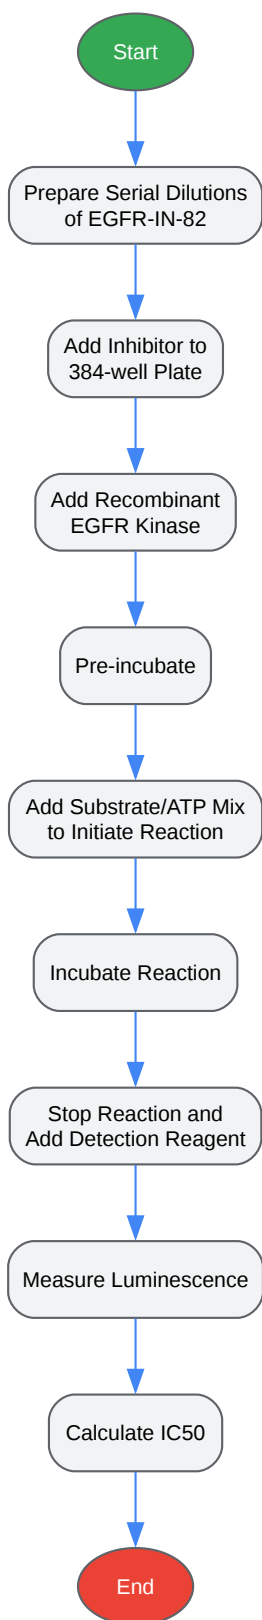 Start
Prepare Serial Dilutions
of EGFR-IN-82
Add Inhibitor to
384-well Plate
Add Recombinant
EGFR Kinase
Pre-incubate
Add Substrate/ATP Mix
to Initiate Reaction
Incubate Reaction
Stop Reaction and
Add Detection Reagent
Measure Luminescence
Calculate IC50
End